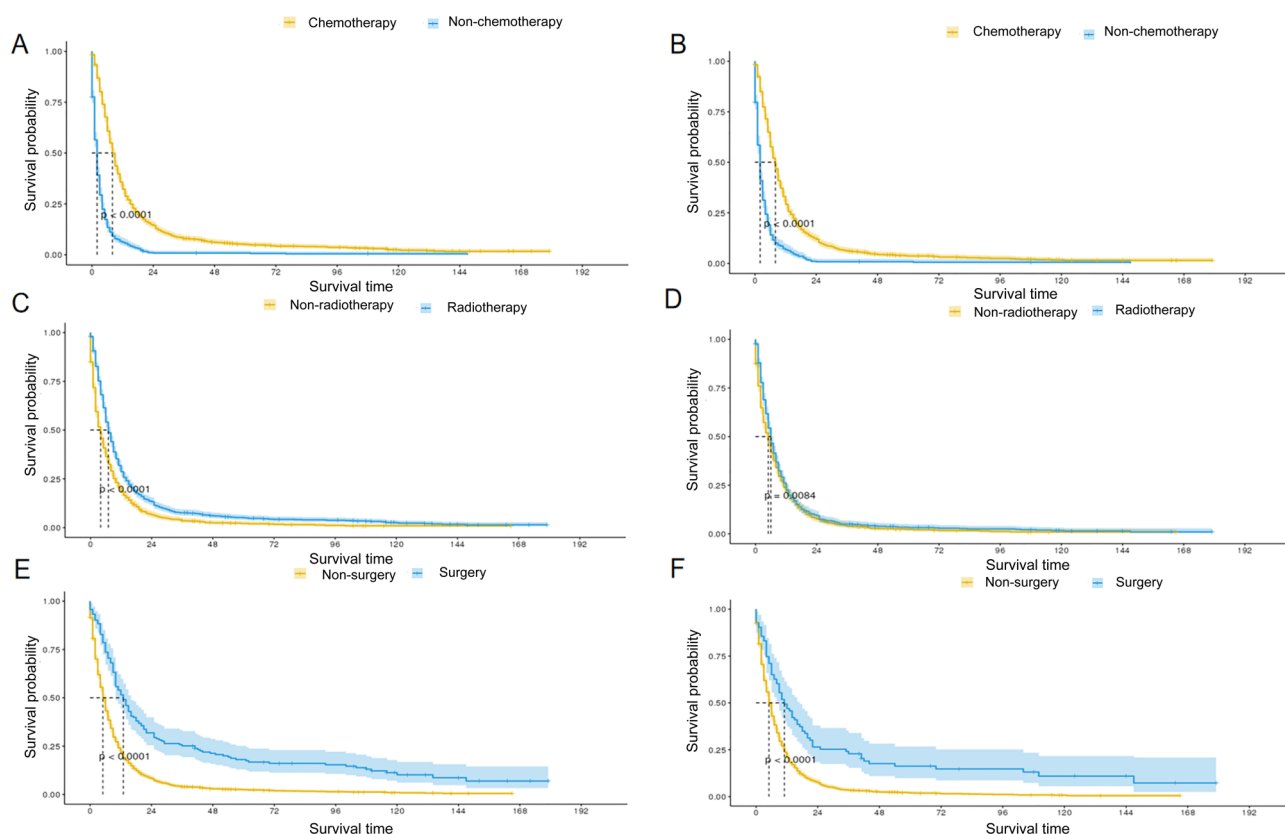 A
Chemotherapy Non-chemotherapy
Survival probability
1.00
0.75
0.50
0.25
0.00
p < 0.0001
0 24 48 72 96 120 144 168 192
Survival time
B
Chemotherapy Non-chemotherapy
Survival probability
1.00
0.75
0.50
0.25
0.00
p < 0.0001
0 24 48 72 96 120 144 168 192
Survival time
C
Non-radiotherapy Radiotherapy
Survival probability
1.00
0.75
0.50
0.25
0.00
p < 0.0001
0 24 48 72 96 120 144 168 192
Survival time
D
Non-radiotherapy Radiotherapy
Survival probability
1.00
0.75
0.50
0.25
0.00
p = 0.0084
0 24 48 72 96 120 144 168 192
Survival time
E
Non-surgery Surgery
Survival probability
1.00
0.75
0.50
0.25
0.00
p < 0.0001
0 24 48 72 96 120 144 168 192
Survival time
F
Non-surgery Surgery
Survival probability
1.00
0.75
0.50
0.25
0.00
p < 0.0001
0 24 48 72 96 120 144 168 192
Survival time